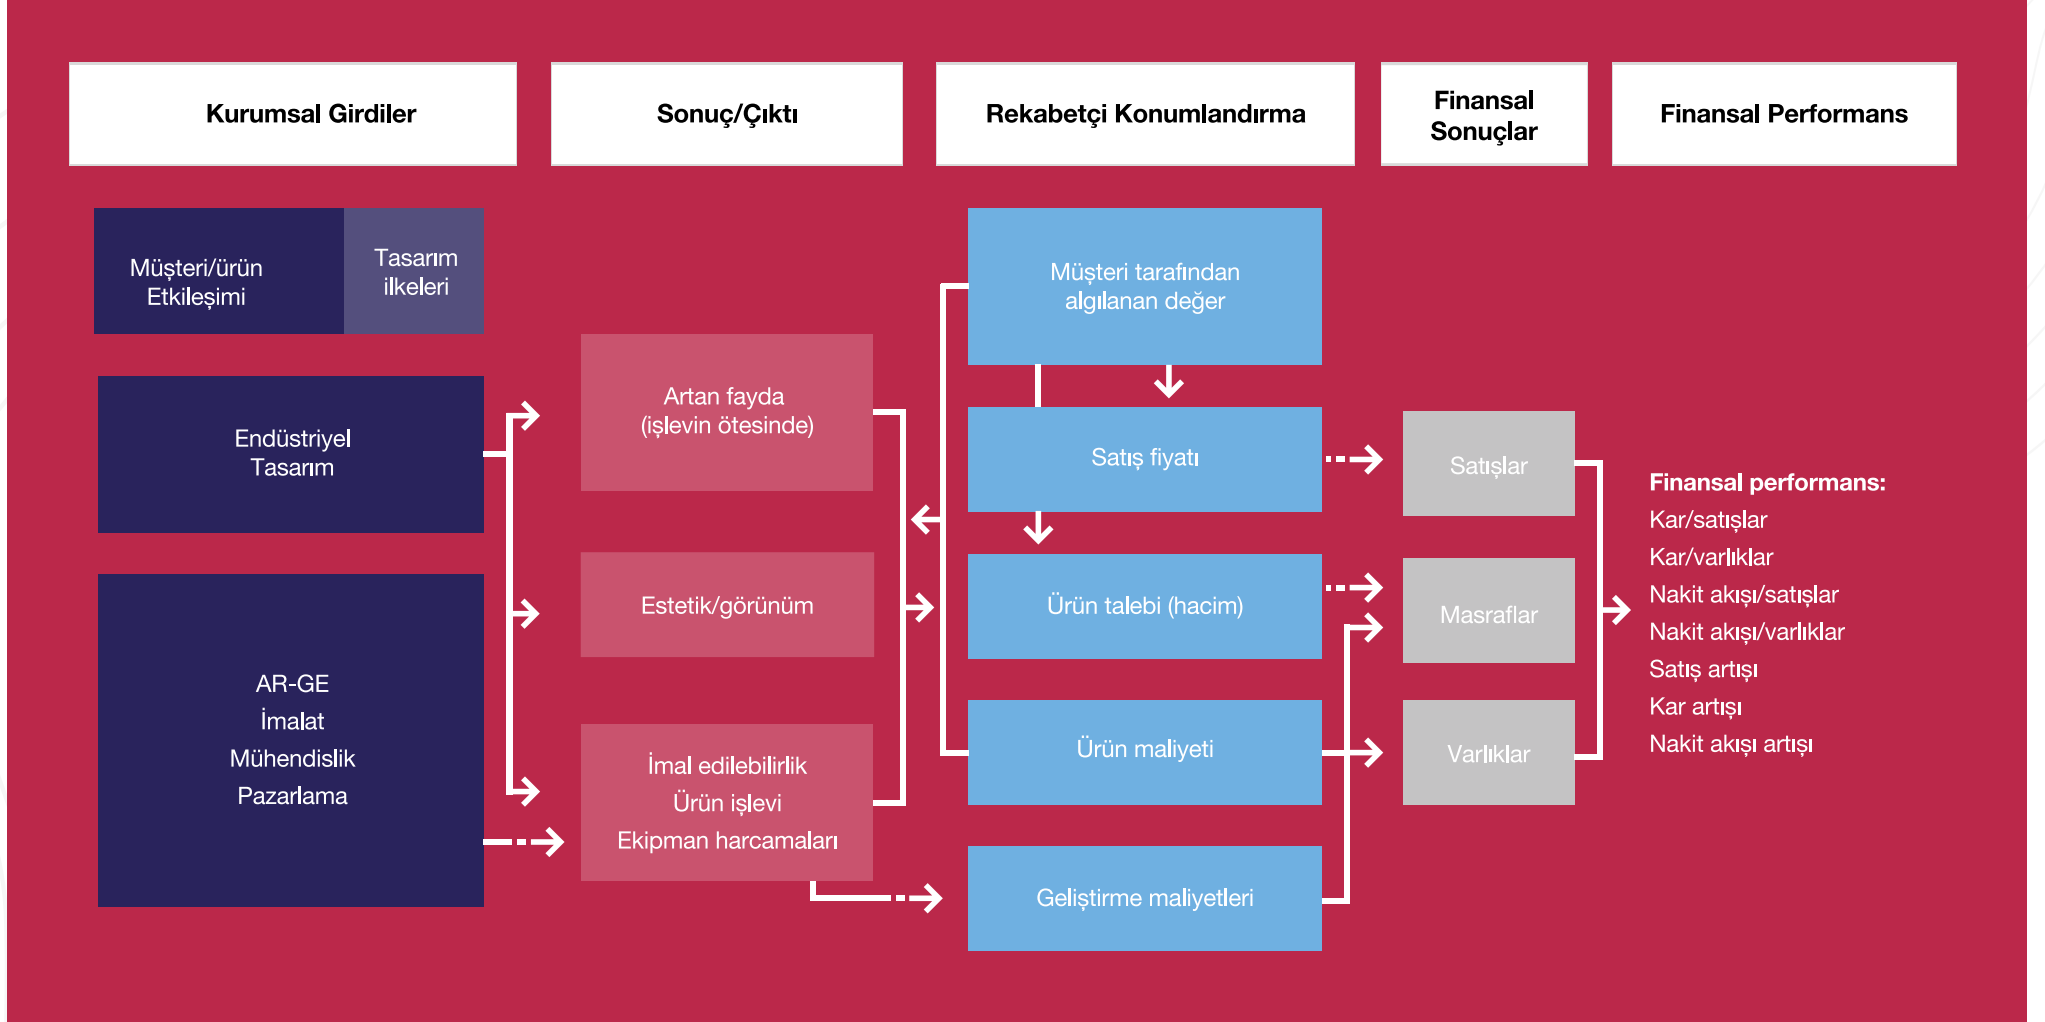 Kurumsal Girdiler
Sonuç/Çıktı
Rekabetçi Konumlandırma
Finansal
Sonuçlar
Finansal Performans
Müşteri/ürün
Etkileşimi
Tasarım
ilkeleri
Endüstriyel
Tasarım
AR-GE
İmalat
Mühendislik
Pazarlama
Artan fayda
(işlevin ötesinde)
Estetik/görünüm
İmal edilebilirlik
Ürün işlevi
Ekipman harcamaları
Müşteri tarafından
algılanan değer
Satış fiyatı
Ürün talebi (hacim)
Ürün maliyeti
Geliştirme maliyetleri
Satışlar
Masraflar
Varlıklar
Finansal performans:
Kar/satışlar
Kar/varlıklar
Nakit akışı/satışlar
Nakit akışı/varlıklar
Satış artışı
Kar artışı
Nakit akışı artışı